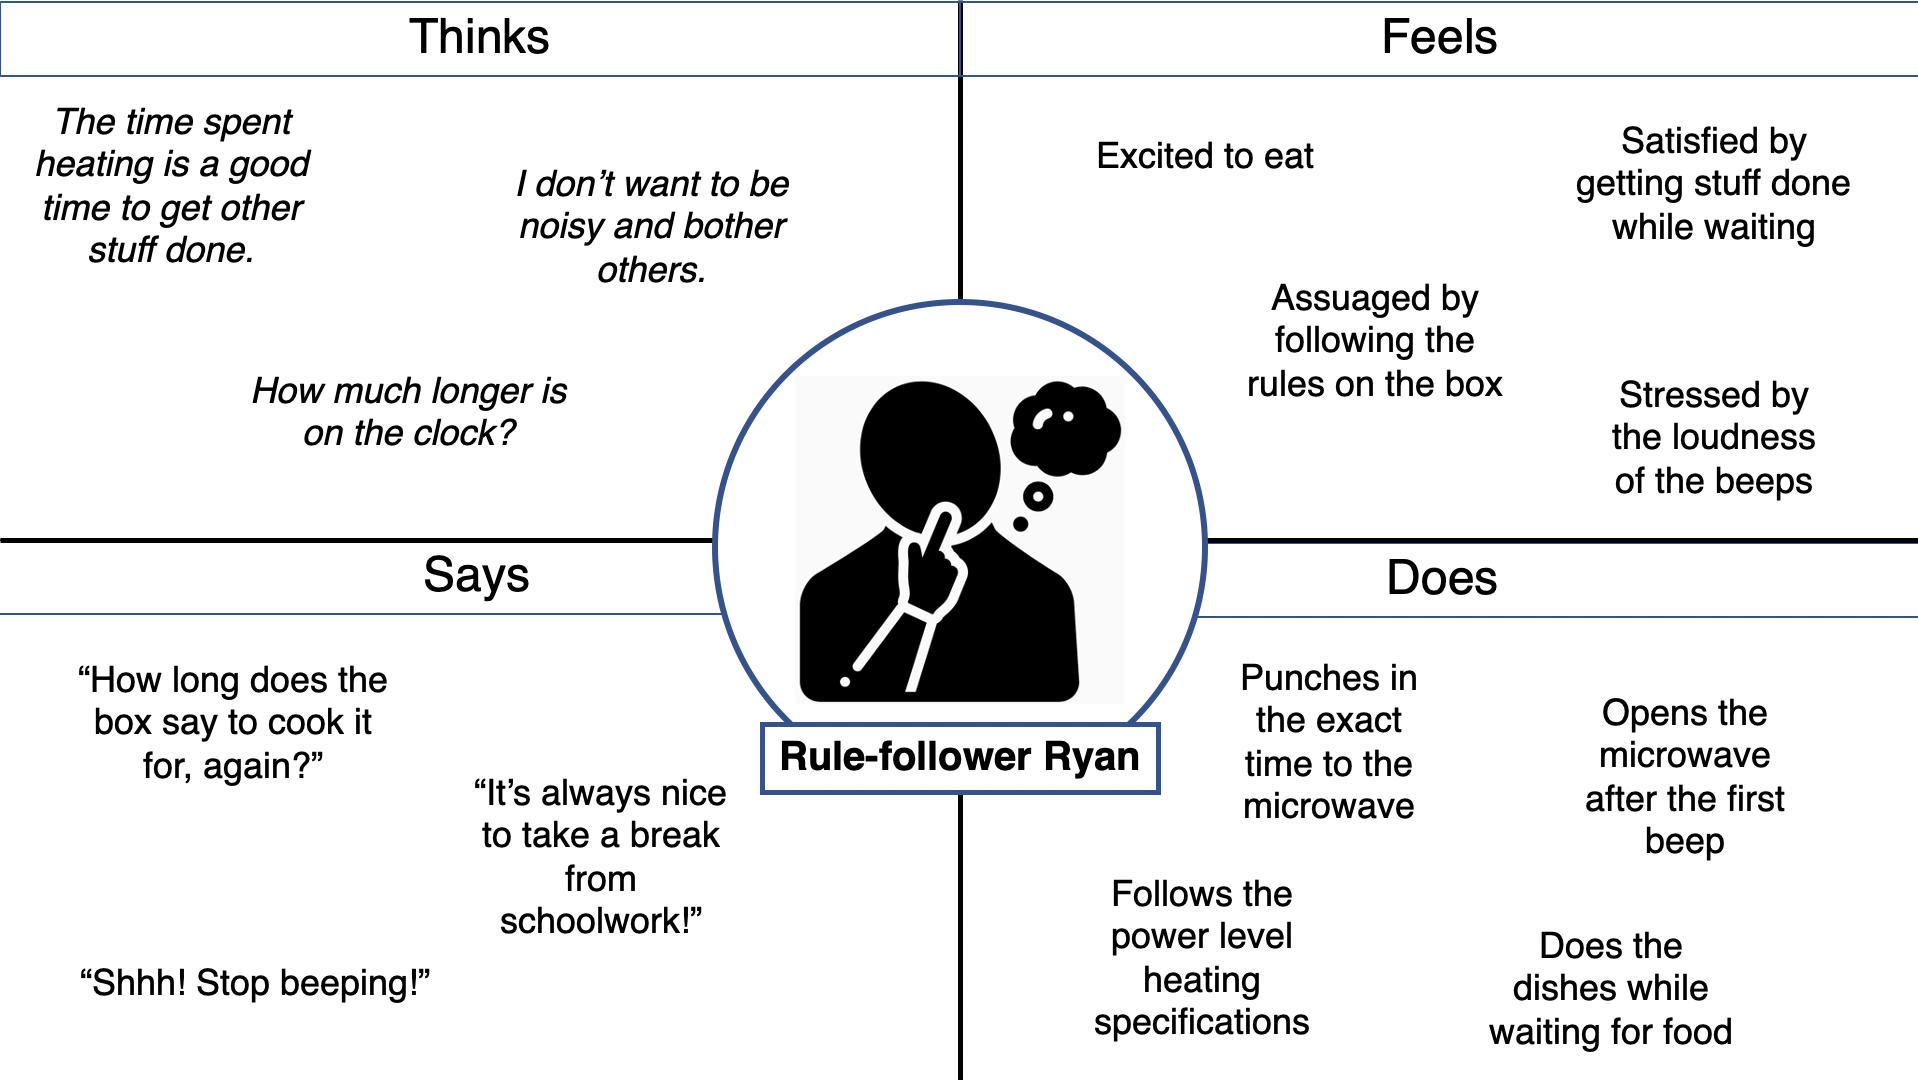 Thinks
The time spent
heating is a good
time to get other
stuff done.
I don’t want to be
noisy and bother
others.
How much longer is
on the clock?
Feels
Excited to eat
Satisfied by
getting stuff done
while waiting
Assuaged by
following the
rules on the box
Stressed by
the loudness
of the beeps
Rule-follower Ryan
Says
“How long does the
box say to cook it
for, again?”
“It’s always nice
to take a break
from
schoolwork!”
“Shhh! Stop beeping!”
Does
Punches in
the exact
time to the
microwave
Opens the
microwave
after the first
beep
Follows the
power level
heating
specifications
Does the
dishes while
waiting for food